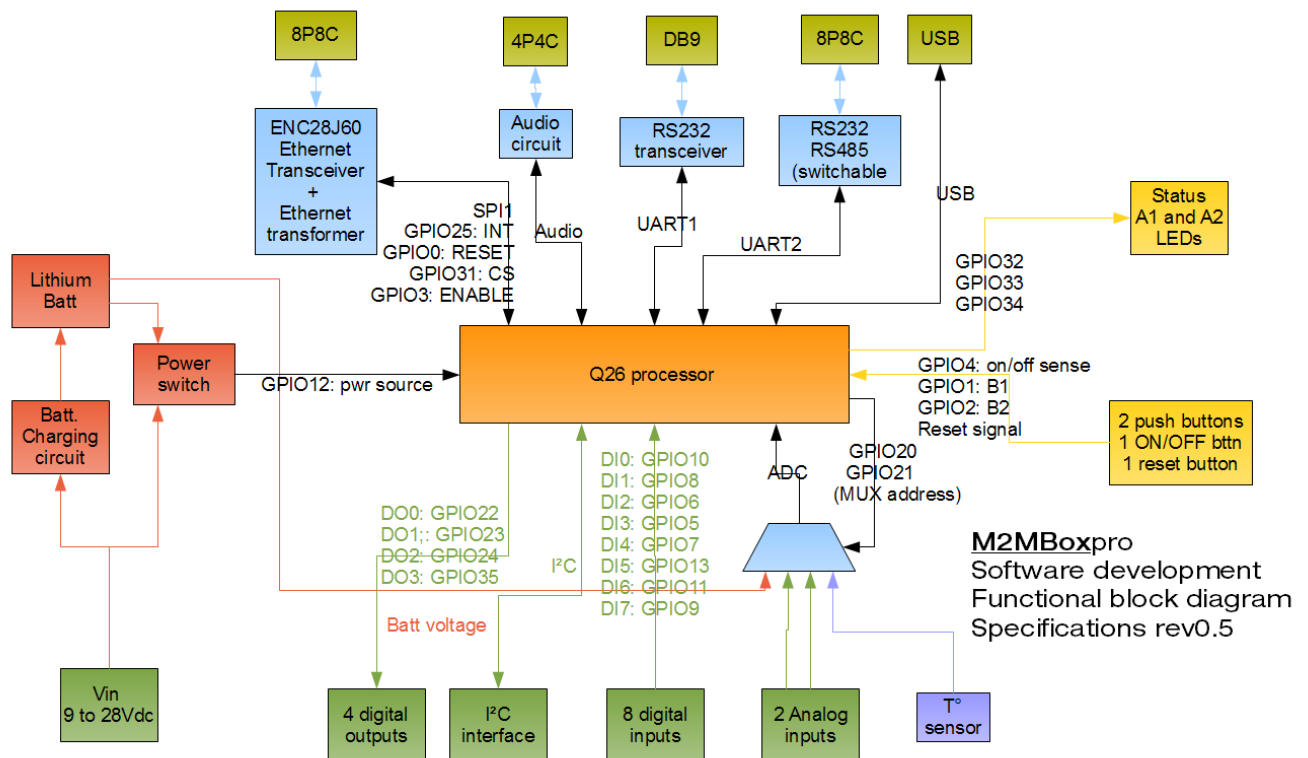 8P8C
4P4C
DB9
8P8C
USB
ENC28J60
Ethernet
Transceiver
+
Ethernet
transformer
Audio
circuit
RS232
transceiver
RS232
RS485
(switchable
Status
A1 and A2
LEDs
SPI1
GPIO25: INT
GPIO0: RESET
GPIO31: CS
GPIO3: ENABLE
Audio
UART1
UART2
USB
GPIO32
GPIO33
GPIO34
Lithium
Batt
Power
switch
GPIO12: pwr source
Q26 processor
GPIO4: on/off sense
GPIO1: B1
GPIO2: B2
Reset signal
2 push buttons
1 ON/OFF bttn
1 reset button
Batt.
Charging
circuit
DO0: GPIO22
DO1;: GPIO23
DO2: GPIO24
DO3: GPIO35
I²C
DI0: GPIO10
DI1: GPIO8
DI2: GPIO6
DI3: GPIO5
DI4: GPIO7
DI5: GPIO13
DI6: GPIO11
DI7: GPIO9
ADC
GPIO20
GPIO21
(MUX address)
Batt voltage
M2MBoxpro
Software development
Functional block diagram
Specifications rev0.5
Vin
9 to 28Vdc
4 digital
outputs
I²C
interface
8 digital
inputs
2 Analog
inputs
T°
sensor